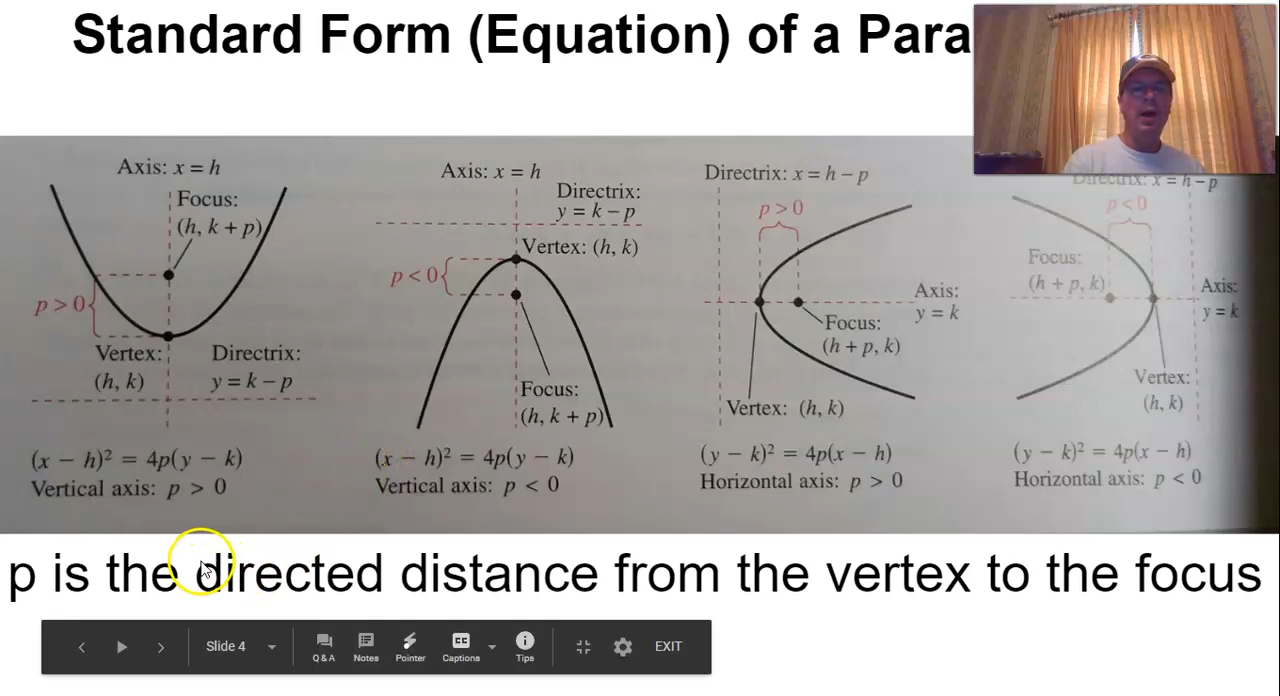 Standard Form (Equation) of a Para
Axis: x = h
Focus:
(h, k + p)
p > 0
Vertex:
(h, k)
Directrix:
y = k − p
(x − h)² = 4p(y − k)
Vertical axis: p > 0
Axis: x = h
Directrix:
y = k − p
Vertex: (h, k)
p < 0
Focus:
(h, k + p)
(x − h)² = 4p(y − k)
Vertical axis: p < 0
Directrix: x = h − p
p > 0
Axis:
y = k
Focus:
(h + p, k)
Vertex: (h, k)
(y − k)² = 4p(x − h)
Horizontal axis: p > 0
Directrix: x = h − p
p < 0
Focus:
(h + p, k)
Axis:
y = k
Vertex:
(h, k)
(y − k)² = 4p(x − h)
Horizontal axis: p < 0
p is the directed distance from the vertex to the focus
Slide 4
Q & A
Notes
Pointer
CC
Captions
Tips
EXIT